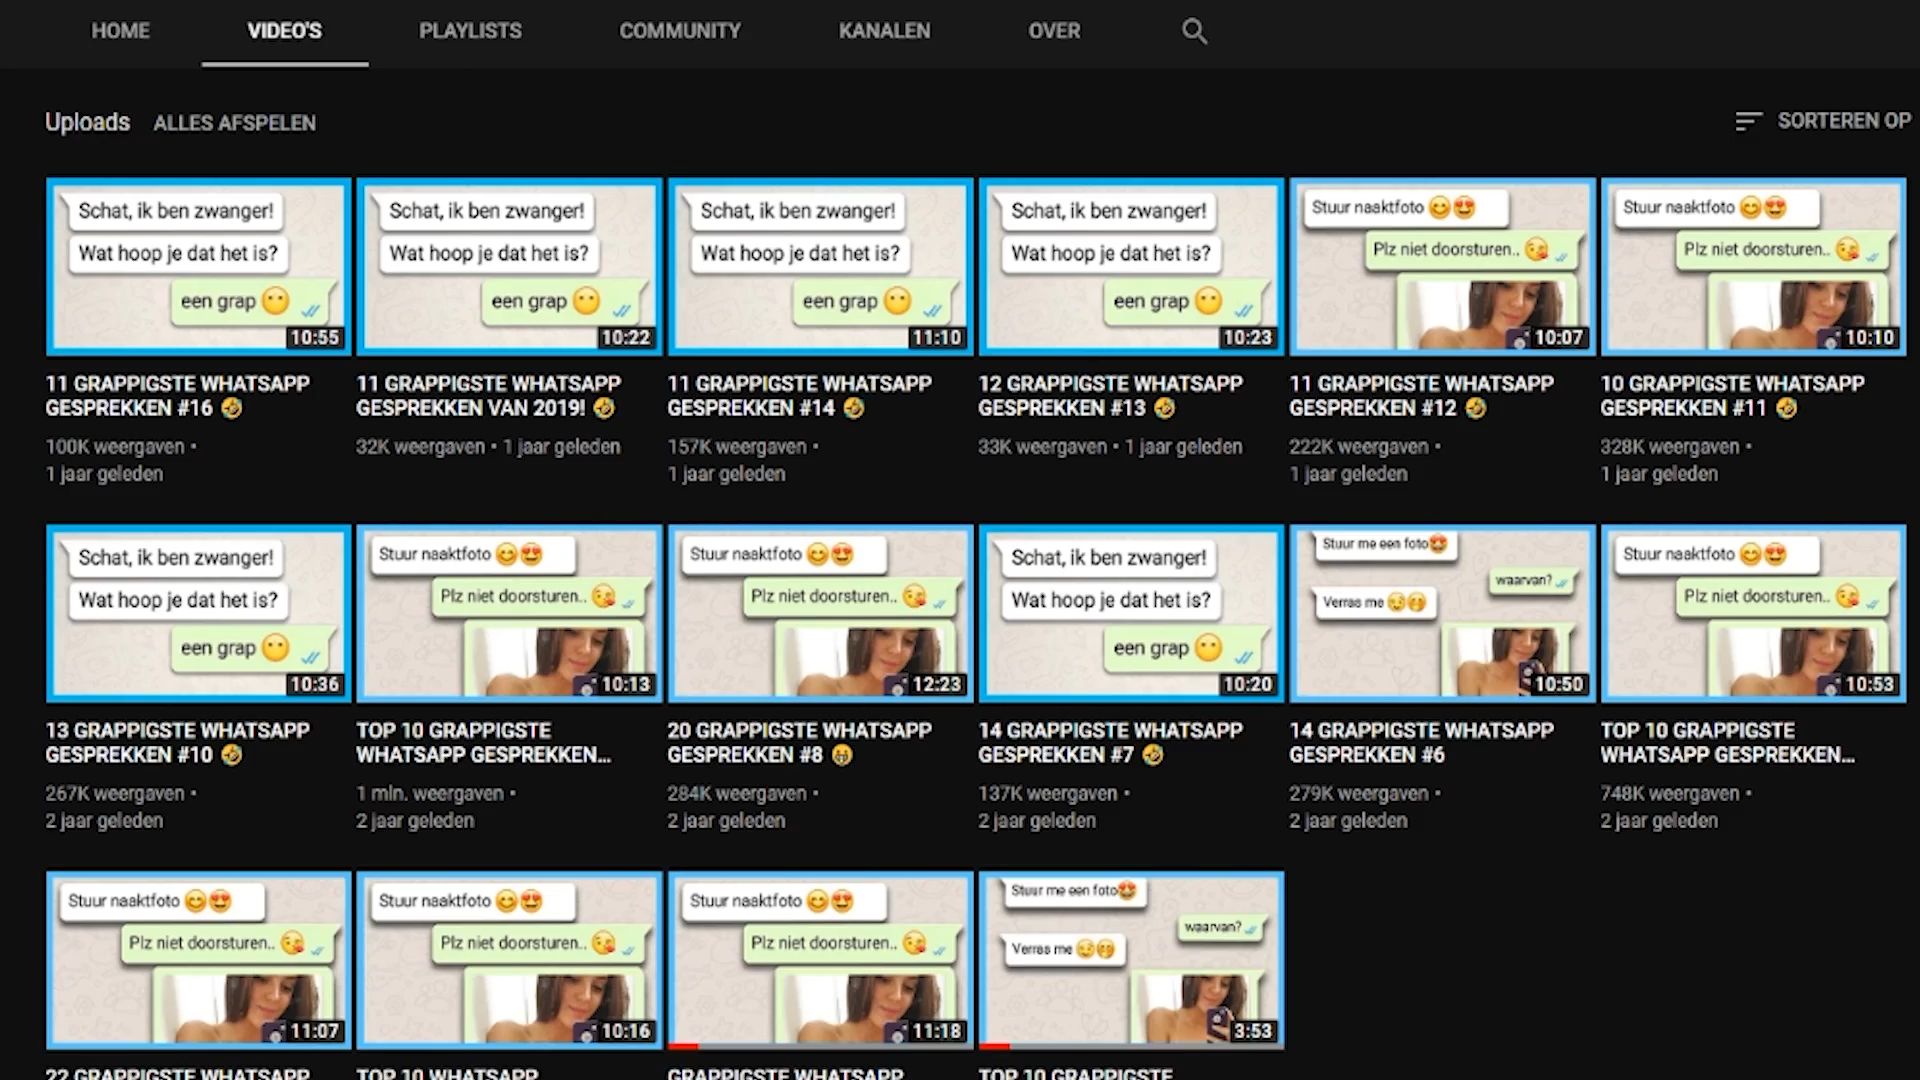 HOME VIDEO'S PLAYLISTS COMMUNITY KANALEN OVER
Uploads ALLES AFSPELEN SORTEREN OP
Schat, ik ben zwanger!
Wat hoop je dat het is?
een grap
10:55
11 GRAPPIGSTE WHATSAPP
GESPREKKEN #16 🤣
100K weergaven •
1 jaar geleden
Schat, ik ben zwanger!
Wat hoop je dat het is?
een grap
10:22
11 GRAPPIGSTE WHATSAPP
GESPREKKEN VAN 2019! 🤣
32K weergaven • 1 jaar geleden
Schat, ik ben zwanger!
Wat hoop je dat het is?
een grap
11:10
11 GRAPPIGSTE WHATSAPP
GESPREKKEN #14 🤣
157K weergaven •
1 jaar geleden
Schat, ik ben zwanger!
Wat hoop je dat het is?
een grap
10:23
12 GRAPPIGSTE WHATSAPP
GESPREKKEN #13 🤣
33K weergaven • 1 jaar geleden
Stuur naaktfoto
Plz niet doorsturen..
10:07
11 GRAPPIGSTE WHATSAPP
GESPREKKEN #12 🤣
222K weergaven •
1 jaar geleden
Stuur naaktfoto
Plz niet doorsturen..
10:10
10 GRAPPIGSTE WHATSAPP
GESPREKKEN #11 🤣
328K weergaven •
1 jaar geleden
Schat, ik ben zwanger!
Wat hoop je dat het is?
een grap
10:36
13 GRAPPIGSTE WHATSAPP
GESPREKKEN #10 🤣
267K weergaven •
2 jaar geleden
Stuur naaktfoto
Plz niet doorsturen..
10:13
TOP 10 GRAPPIGSTE
WHATSAPP GESPREKKEN...
1 mln. weergaven •
2 jaar geleden
Stuur naaktfoto
Plz niet doorsturen..
12:23
20 GRAPPIGSTE WHATSAPP
GESPREKKEN #8 😂
284K weergaven •
2 jaar geleden
Schat, ik ben zwanger!
Wat hoop je dat het is?
een grap
10:20
14 GRAPPIGSTE WHATSAPP
GESPREKKEN #7 🤣
137K weergaven •
2 jaar geleden
Stuur me een foto
waarvan?
Verras me
10:50
14 GRAPPIGSTE WHATSAPP
GESPREKKEN #6
279K weergaven •
2 jaar geleden
Stuur naaktfoto
Plz niet doorsturen..
10:53
TOP 10 GRAPPIGSTE
WHATSAPP GESPREKKEN...
748K weergaven •
2 jaar geleden
Stuur naaktfoto
Plz niet doorsturen..
11:07
22 GRAPPIGSTE WHATSAPP
Stuur naaktfoto
Plz niet doorsturen..
10:16
TOP 10 WHATSAPP
Stuur naaktfoto
Plz niet doorsturen..
11:18
GRAPPIGSTE WHATSAPP
Stuur me een foto
waarvan?
Verras me
3:53
TOP 10 GRAPPIGSTE